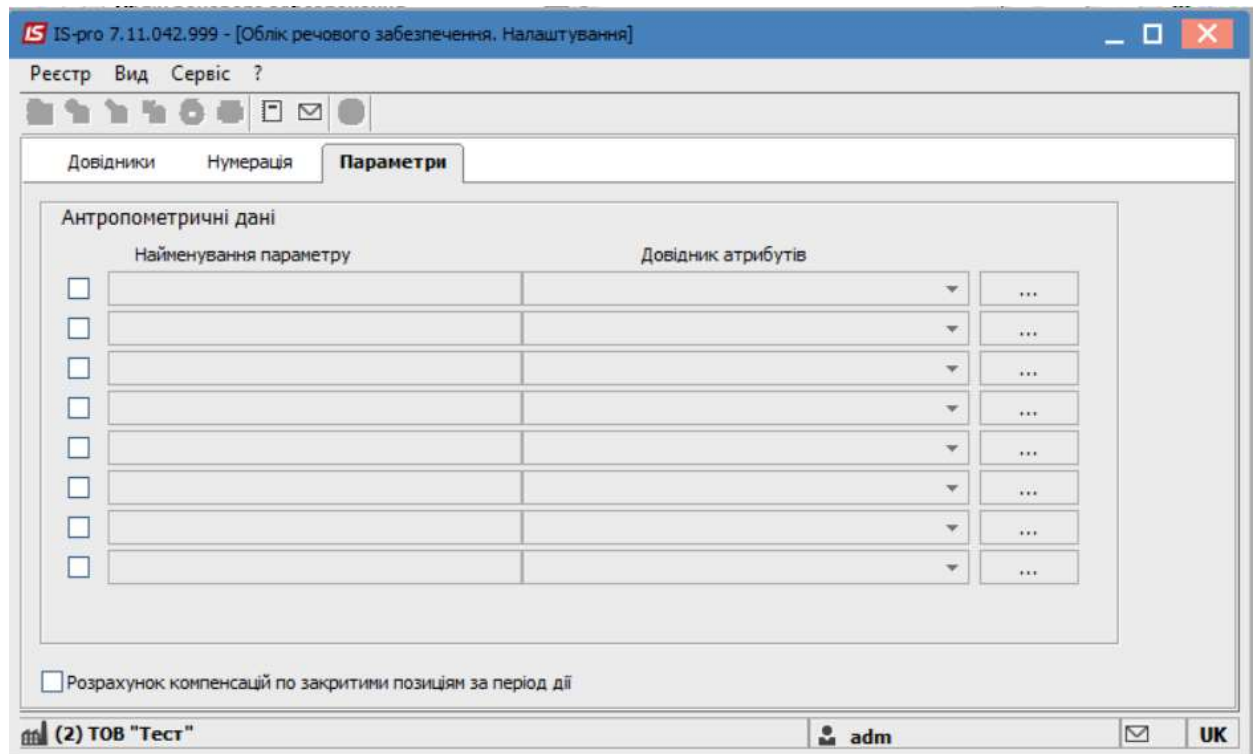 IS IS-pro 7.11.042.999 - [Облік речового забезпечення. Налаштування]
Реєстр Вид Сервіс ?
Довідники Нумерація Параметри
Антропометричні дані
Найменування параметру Довідник атрибутів
...
...
...
...
...
...
...
...
Розрахунок компенсацій по закритими позиціям за період дії
(2) ТОВ "Тест" adm UK